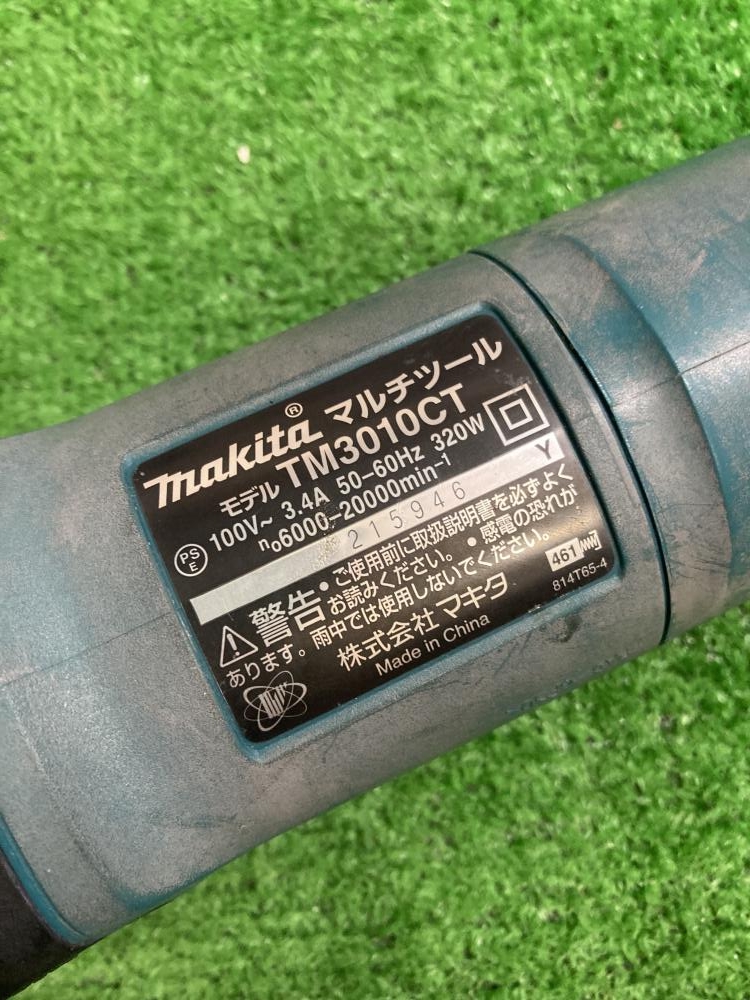 makita® マルチツール
モデル TM3010CT
100V~ 3.4A 50–60Hz 320W
PS E
n₀6000–20000min⁻¹
215946 Y
警告・ご使用前に取扱説明書を必ずよく
お読みください。・感電の恐れが
あります。雨中では使用しないでください。
株式会社 マキタ
Made in China
461
814T65-4